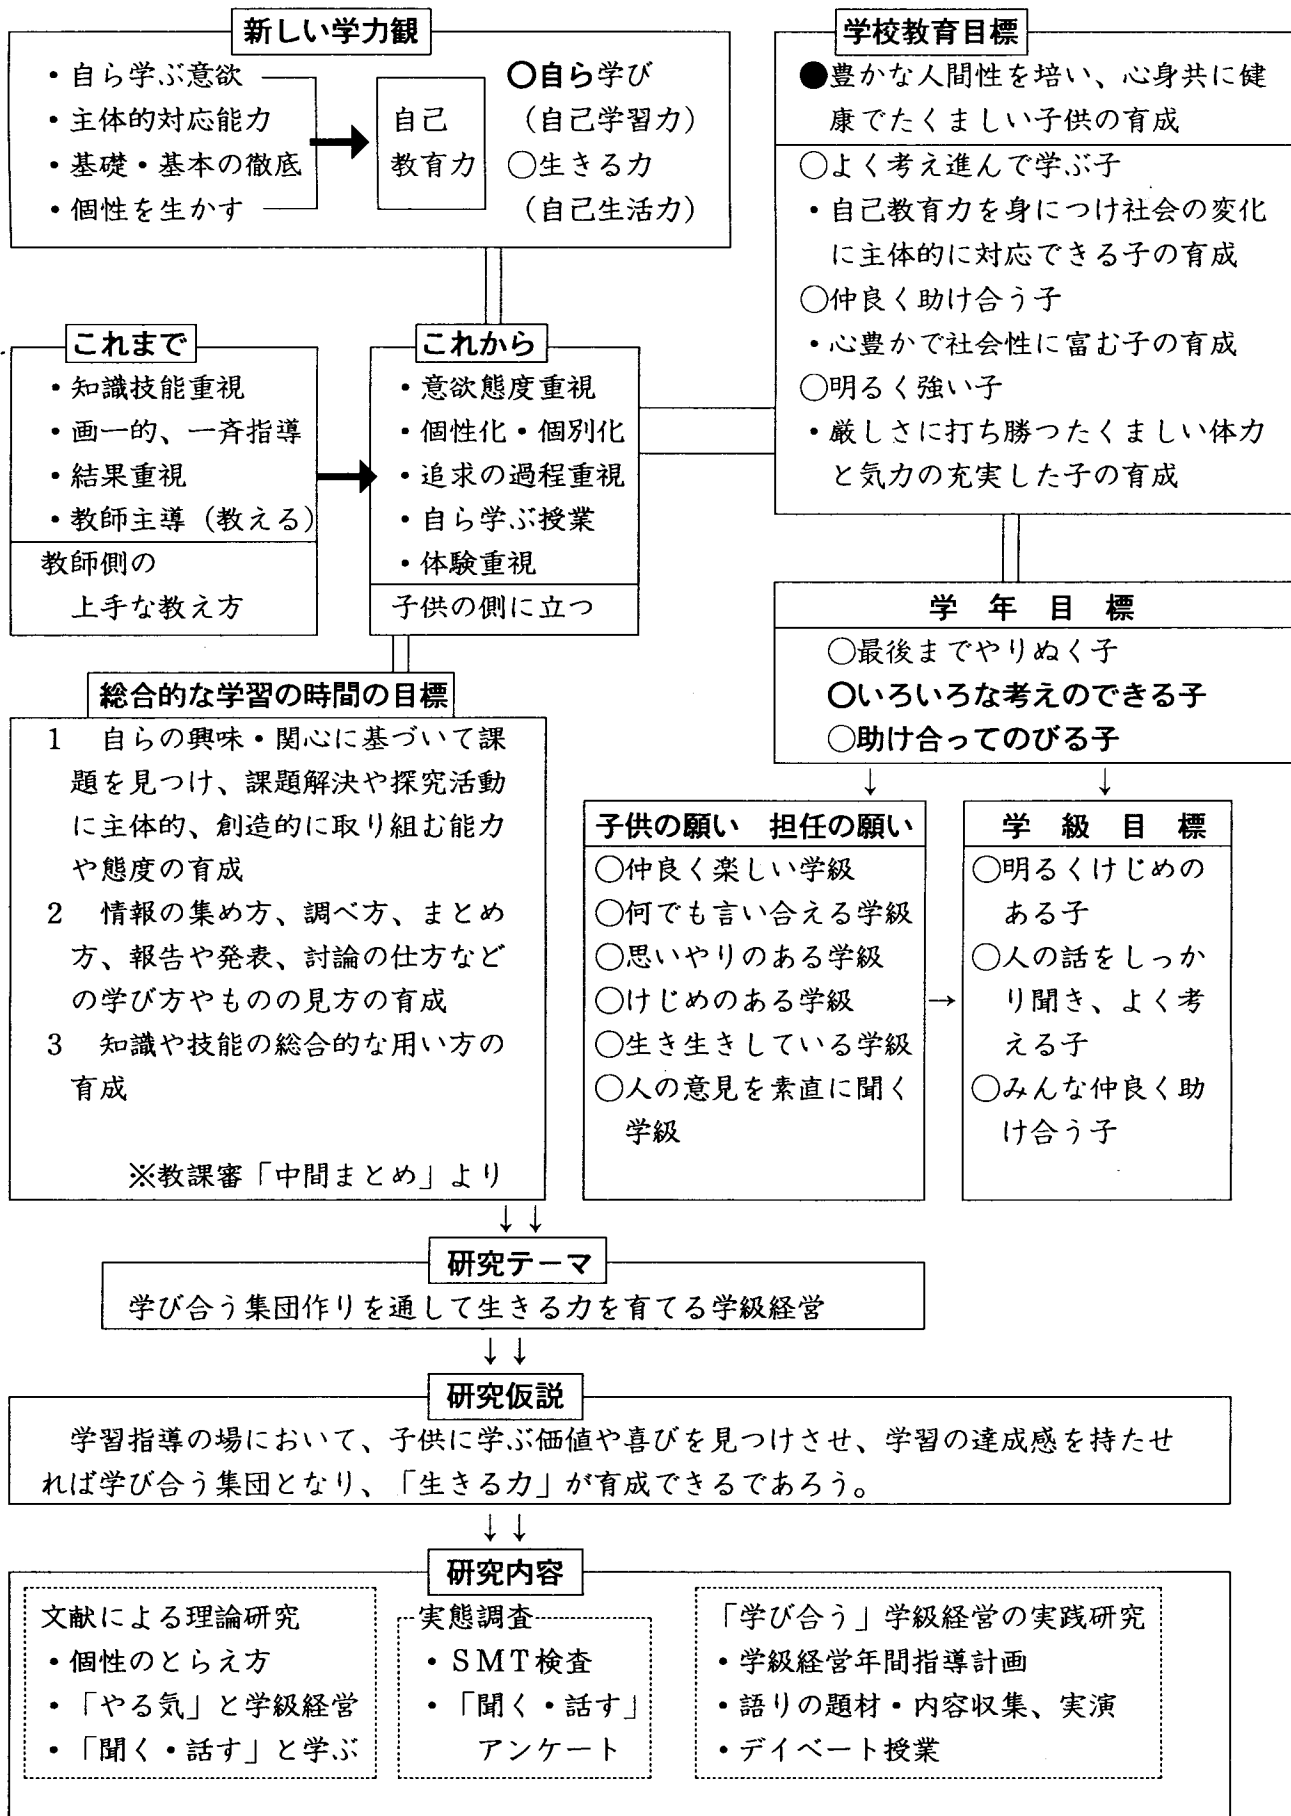 新しい学力観
・自ら学ぶ意欲
・主体的対応能力
・基礎・基本の徹底
・個性を生かす
自己
教育力
○自ら学び
（自己学習力）
○生きる力
（自己生活力）
学校教育目標
●豊かな人間性を培い、心身共に健
康でたくましい子供の育成
○よく考え進んで学ぶ子
・自己教育力を身につけ社会の変化
に主体的に対応できる子の育成
○仲良く助け合う子
・心豊かで社会性に富む子の育成
○明るく強い子
・厳しさに打ち勝つたくましい体力
と気力の充実した子の育成
これまで
・知識技能重視
・画一的、一斉指導
・結果重視
・教師主導（教える）
教師側の
上手な教え方
これから
・意欲態度重視
・個性化・個別化
・追求の過程重視
・自ら学ぶ授業
・体験重視
子供の側に立つ
学年目標
○最後までやりぬく子
○いろいろな考えのできる子
○助け合ってのびる子
↓ ↓
総合的な学習の時間の目標
1 自らの興味・関心に基づいて課
題を見つけ、課題解決や探究活動
に主体的、創造的に取り組む能力
や態度の育成
2 情報の集め方、調べ方、まとめ
方、報告や発表、討論の仕方など
の学び方やものの見方の育成
3 知識や技能の総合的な用い方の
育成
※教課審「中間まとめ」より
子供の願い 担任の願い
○仲良く楽しい学級
○何でも言い合える学級
○思いやりのある学級
○けじめのある学級
○生き生きしている学級
○人の意見を素直に聞く
学級
→
学級目標
○明るくけじめの
ある子
○人の話をしっか
り聞き、よく考
える子
○みんな仲良く助
け合う子
↓↓
研究テーマ
学び合う集団作りを通して生きる力を育てる学級経営
↓↓
研究仮説
学習指導の場において、子供に学ぶ価値や喜びを見つけさせ、学習の達成感を持たせ
れば学び合う集団となり、「生きる力」が育成できるであろう。
↓↓
研究内容
文献による理論研究
・個性のとらえ方
・「やる気」と学級経営
・「聞く・話す」と学ぶ
実態調査
・SMT検査
・「聞く・話す」
アンケート
「学び合う」学級経営の実践研究
・学級経営年間指導計画
・語りの題材・内容収集、実演
・デイベート授業